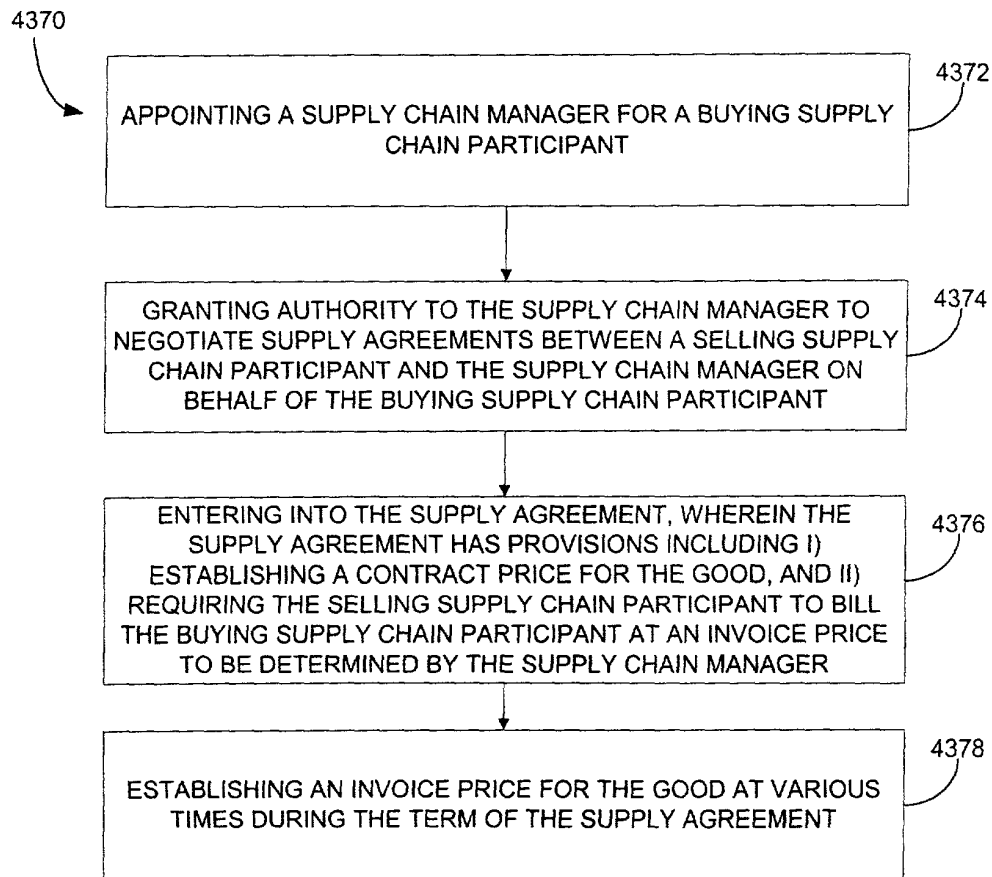 4370
4372
APPOINTING A SUPPLY CHAIN MANAGER FOR A BUYING SUPPLY
CHAIN PARTICIPANT
4374
GRANTING AUTHORITY TO THE SUPPLY CHAIN MANAGER TO
NEGOTIATE SUPPLY AGREEMENTS BETWEEN A SELLING SUPPLY
CHAIN PARTICIPANT AND THE SUPPLY CHAIN MANAGER ON
BEHALF OF THE BUYING SUPPLY CHAIN PARTICIPANT
4376
ENTERING INTO THE SUPPLY AGREEMENT, WHEREIN THE
SUPPLY AGREEMENT HAS PROVISIONS INCLUDING I)
ESTABLISHING A CONTRACT PRICE FOR THE GOOD, AND II)
REQUIRING THE SELLING SUPPLY CHAIN PARTICIPANT TO BILL
THE BUYING SUPPLY CHAIN PARTICIPANT AT AN INVOICE PRICE
TO BE DETERMINED BY THE SUPPLY CHAIN MANAGER
4378
ESTABLISHING AN INVOICE PRICE FOR THE GOOD AT VARIOUS
TIMES DURING THE TERM OF THE SUPPLY AGREEMENT